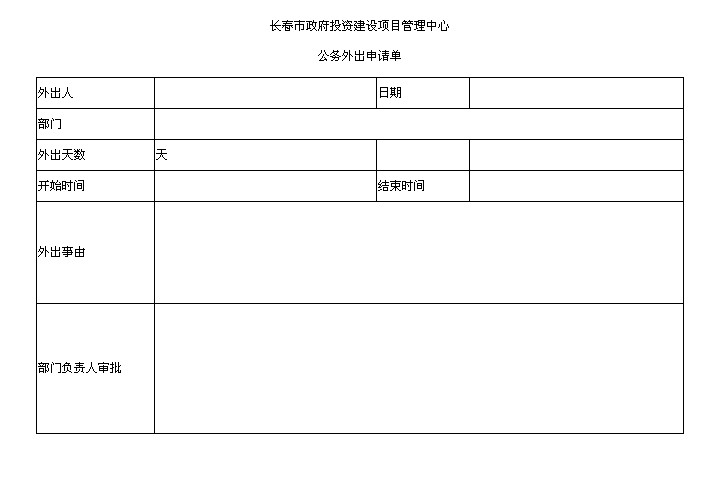 长春市政府投资建设项目管理中心
公务外出申请单
外出人 日期
部门
外出天数 天
开始时间 结束时间
外出事由
部门负责人审批